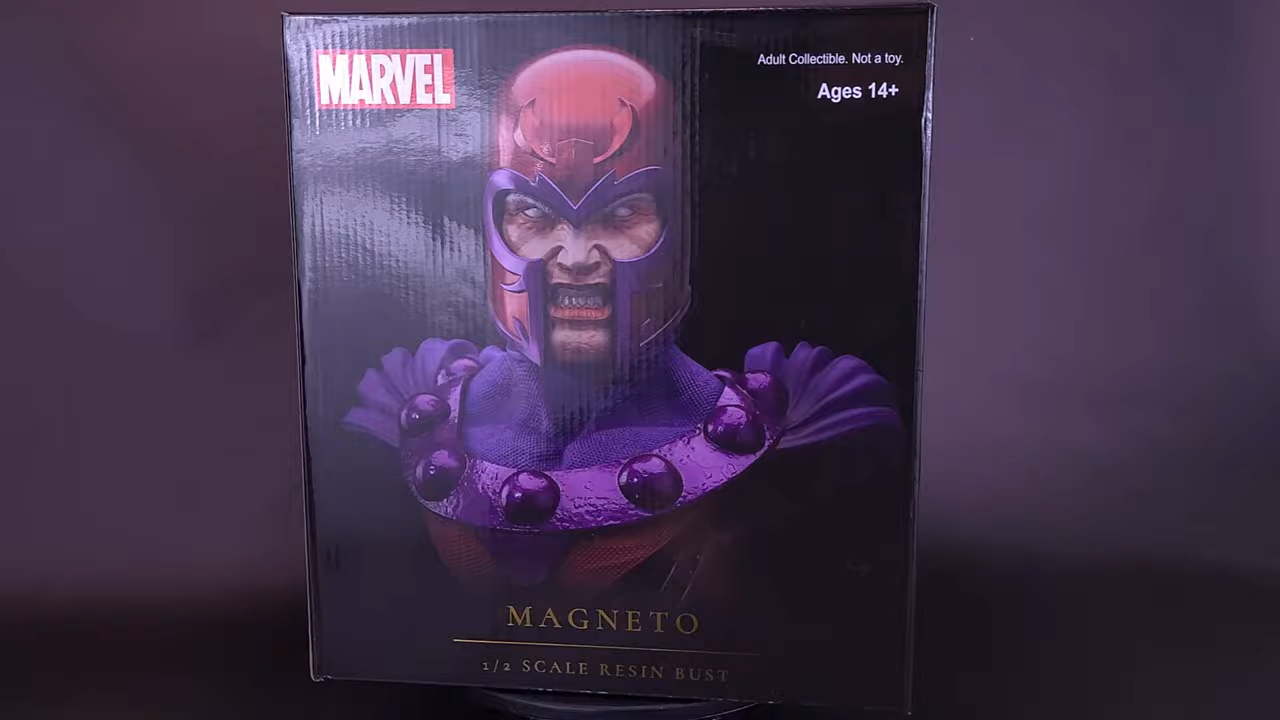 MARVEL
Adult Collectible. Not a toy.
Ages 14+
MAGNETO
1/2 SCALE RESIN BUST